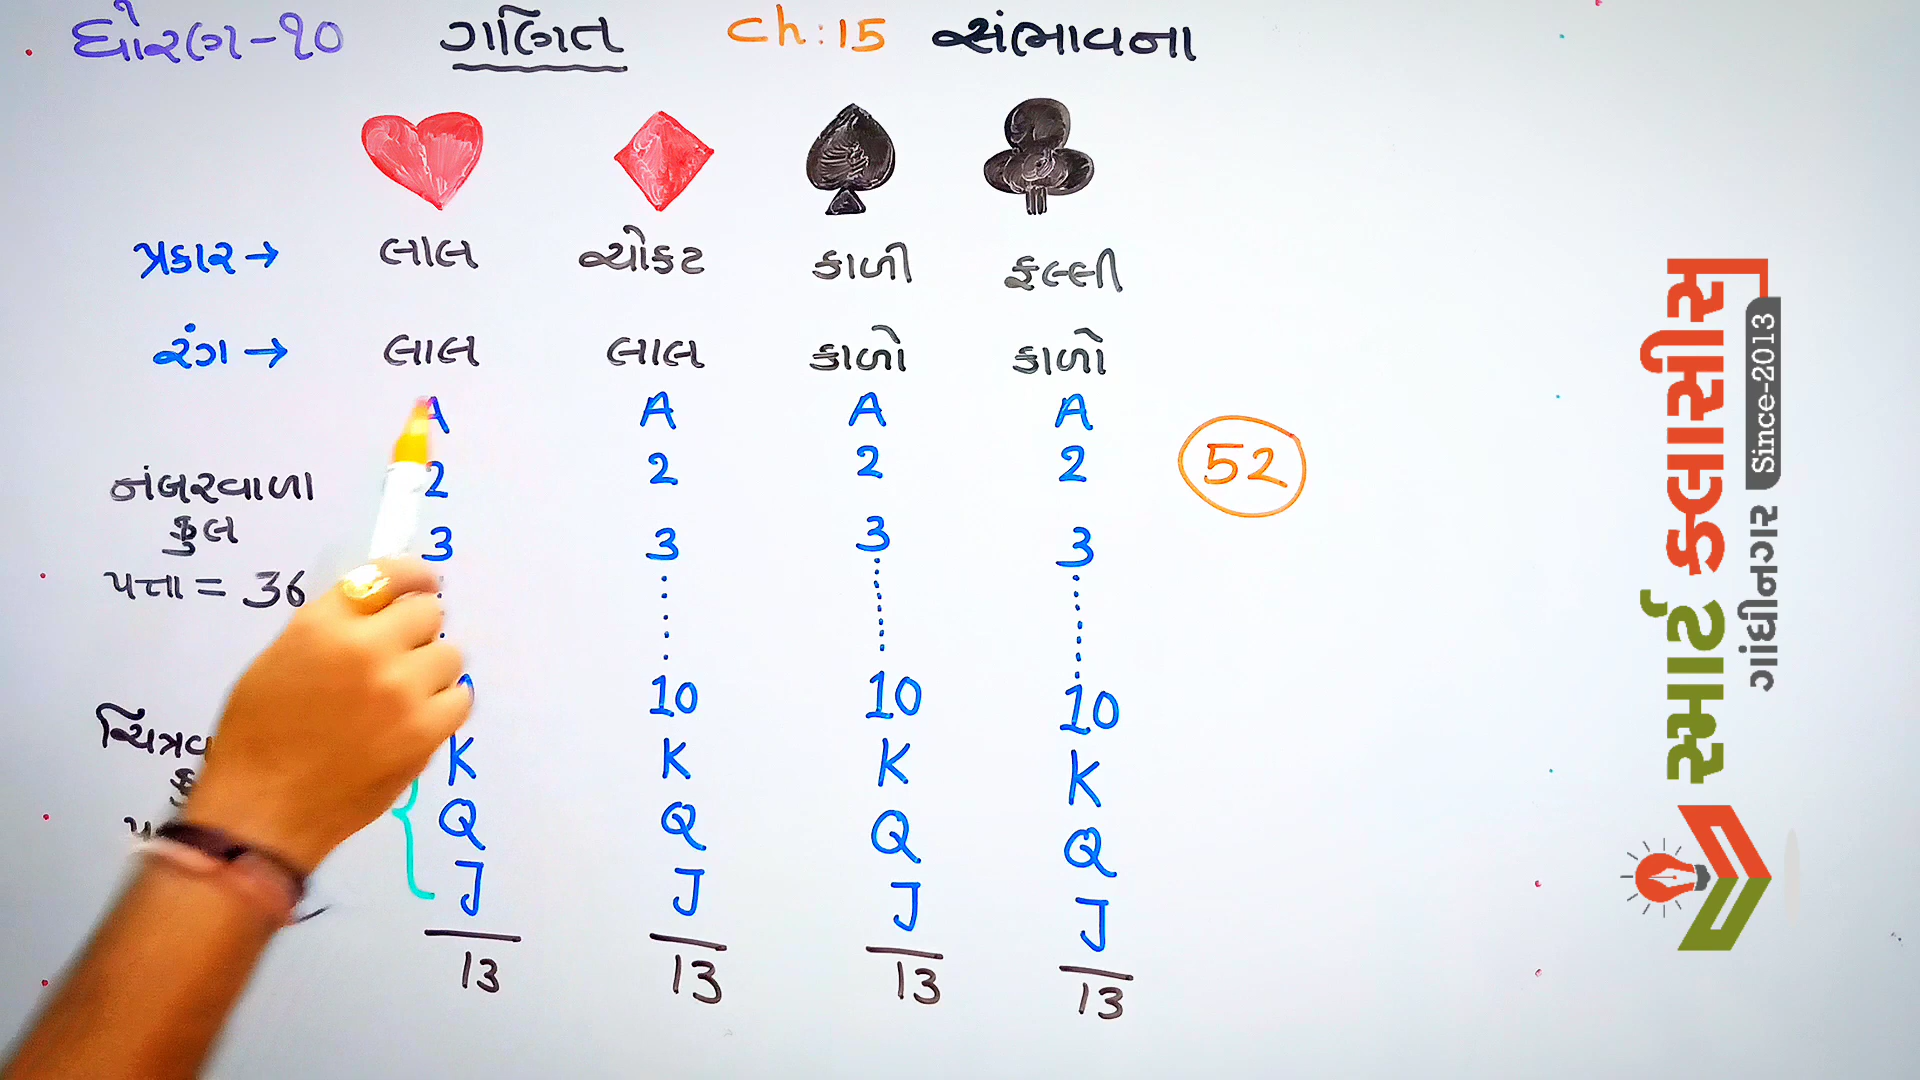 ધોરણ-૧૦ ગણિત Ch:15 સંભાવના
પ્રકાર → લાલ ચોકટ કાળી ફલ્લી
રંગ → લાલ લાલ કાળો કાળો
A A A A
2 2 2 2
52
નંબરવાળા
કુલ
પત્તા = 36
3 3 3 3
10 10 10
K K K K
Q Q Q Q
J J J J
13 13 13 13
સ્માર્ટ ક્લાસીસ
ગાંધીનગર Since-2013